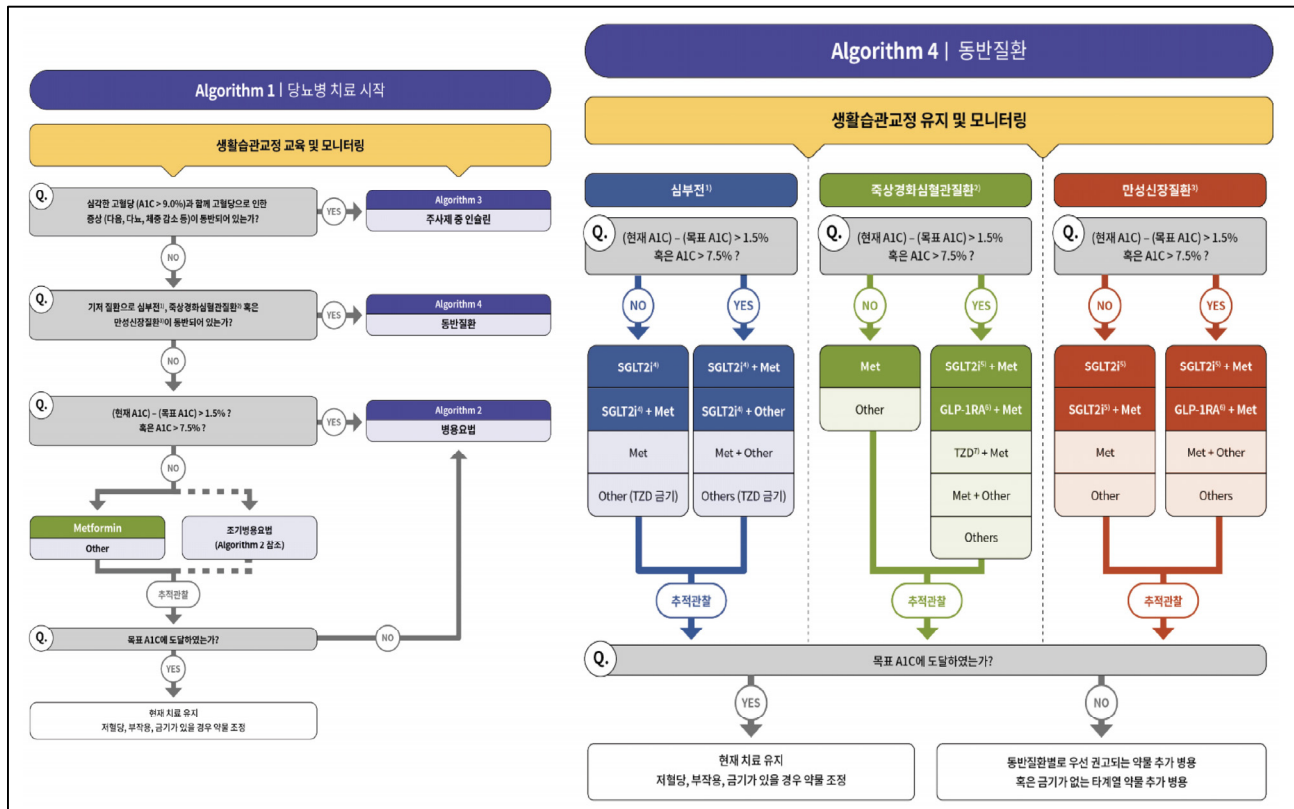 Algorithm 1 | 당뇨병 치료 시작
생활습관교정 교육 및 모니터링
Q.
심각한 고혈당 (A1C > 9.0%)과 함께 고혈당으로 인한
증상 (다음, 다뇨, 체중 감소 등)이 동반되어 있는가?
YES
Algorithm 3
주사제 중 인슐린
NO
Q.
기저 질환으로 심부전1), 죽상경화심혈관질환2) 혹은
만성신장질환3)이 동반되어 있는가?
YES
Algorithm 4
동반질환
NO
Q.
(현재 A1C) – (목표 A1C) > 1.5% ?
혹은 A1C > 7.5% ?
YES
Algorithm 2
병용요법
NO
Metformin
Other
조기병용요법
(Algorithm 2 참조)
추적관찰
Q.
목표 A1C에 도달하였는가?
NO
YES
현재 치료 유지
저혈당, 부작용, 금기가 있을 경우 약물 조정
Algorithm 4 | 동반질환
생활습관교정 유지 및 모니터링
심부전1)
Q.
(현재 A1C) – (목표 A1C) > 1.5%
혹은 A1C > 7.5% ?
NO
YES
SGLT2i4)
SGLT2i4) + Met
Met
Other (TZD 금기)
SGLT2i4) + Met
SGLT2i4) + Other
Met + Other
Others (TZD 금기)
추적관찰
죽상경화심혈관질환2)
Q.
(현재 A1C) – (목표 A1C) > 1.5%
혹은 A1C > 7.5% ?
NO
YES
Met
Other
SGLT2i5) + Met
GLP-1RA6) + Met
TZD7) + Met
Met + Other
Others
추적관찰
만성신장질환3)
Q.
(현재 A1C) – (목표 A1C) > 1.5%
혹은 A1C > 7.5% ?
NO
YES
SGLT2i5)
SGLT2i5) + Met
Met
Other
SGLT2i5) + Met
GLP-1RA6) + Met
Met + Other
Others
추적관찰
Q.
목표 A1C에 도달하였는가?
YES
NO
현재 치료 유지
저혈당, 부작용, 금기가 있을 경우 약물 조정
동반질환별로 우선 권고되는 약물 추가 병용
혹은 금기가 없는 타계열 약물 추가 병용